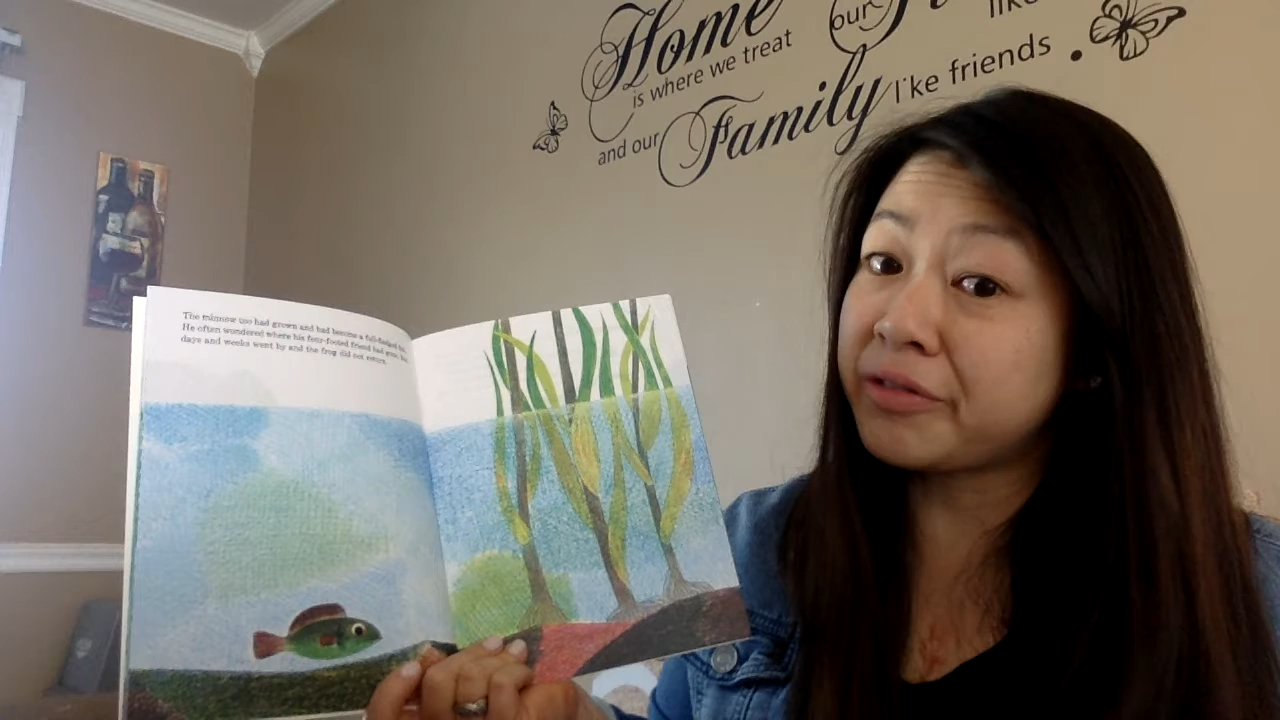 Home our
is where we treat
like
and our Family like friends
The minnow too had grown and had become a full-fledged
He often wondered where his four-footed friend had gone.
days and weeks went by and the frog did not return.